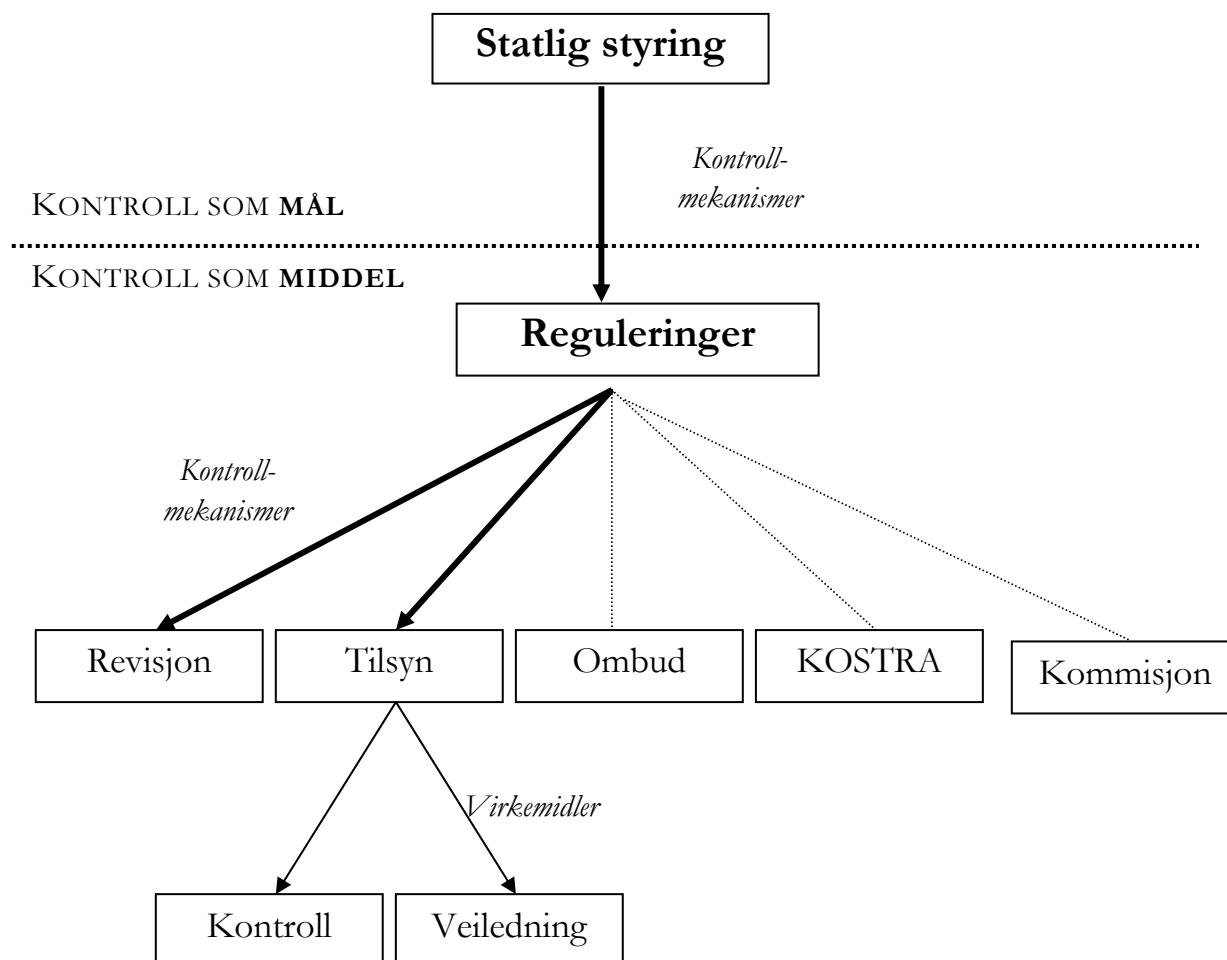 Statlig styring
Kontroll-
mekanismer
KONTROLL SOM MÅL
KONTROLL SOM MIDDEL
Reguleringer
Kontroll-
mekanismer
Revisjon
Tilsyn
Ombud
KOSTRA
Kommisjon
Virkemidler
Kontroll
Veiledning